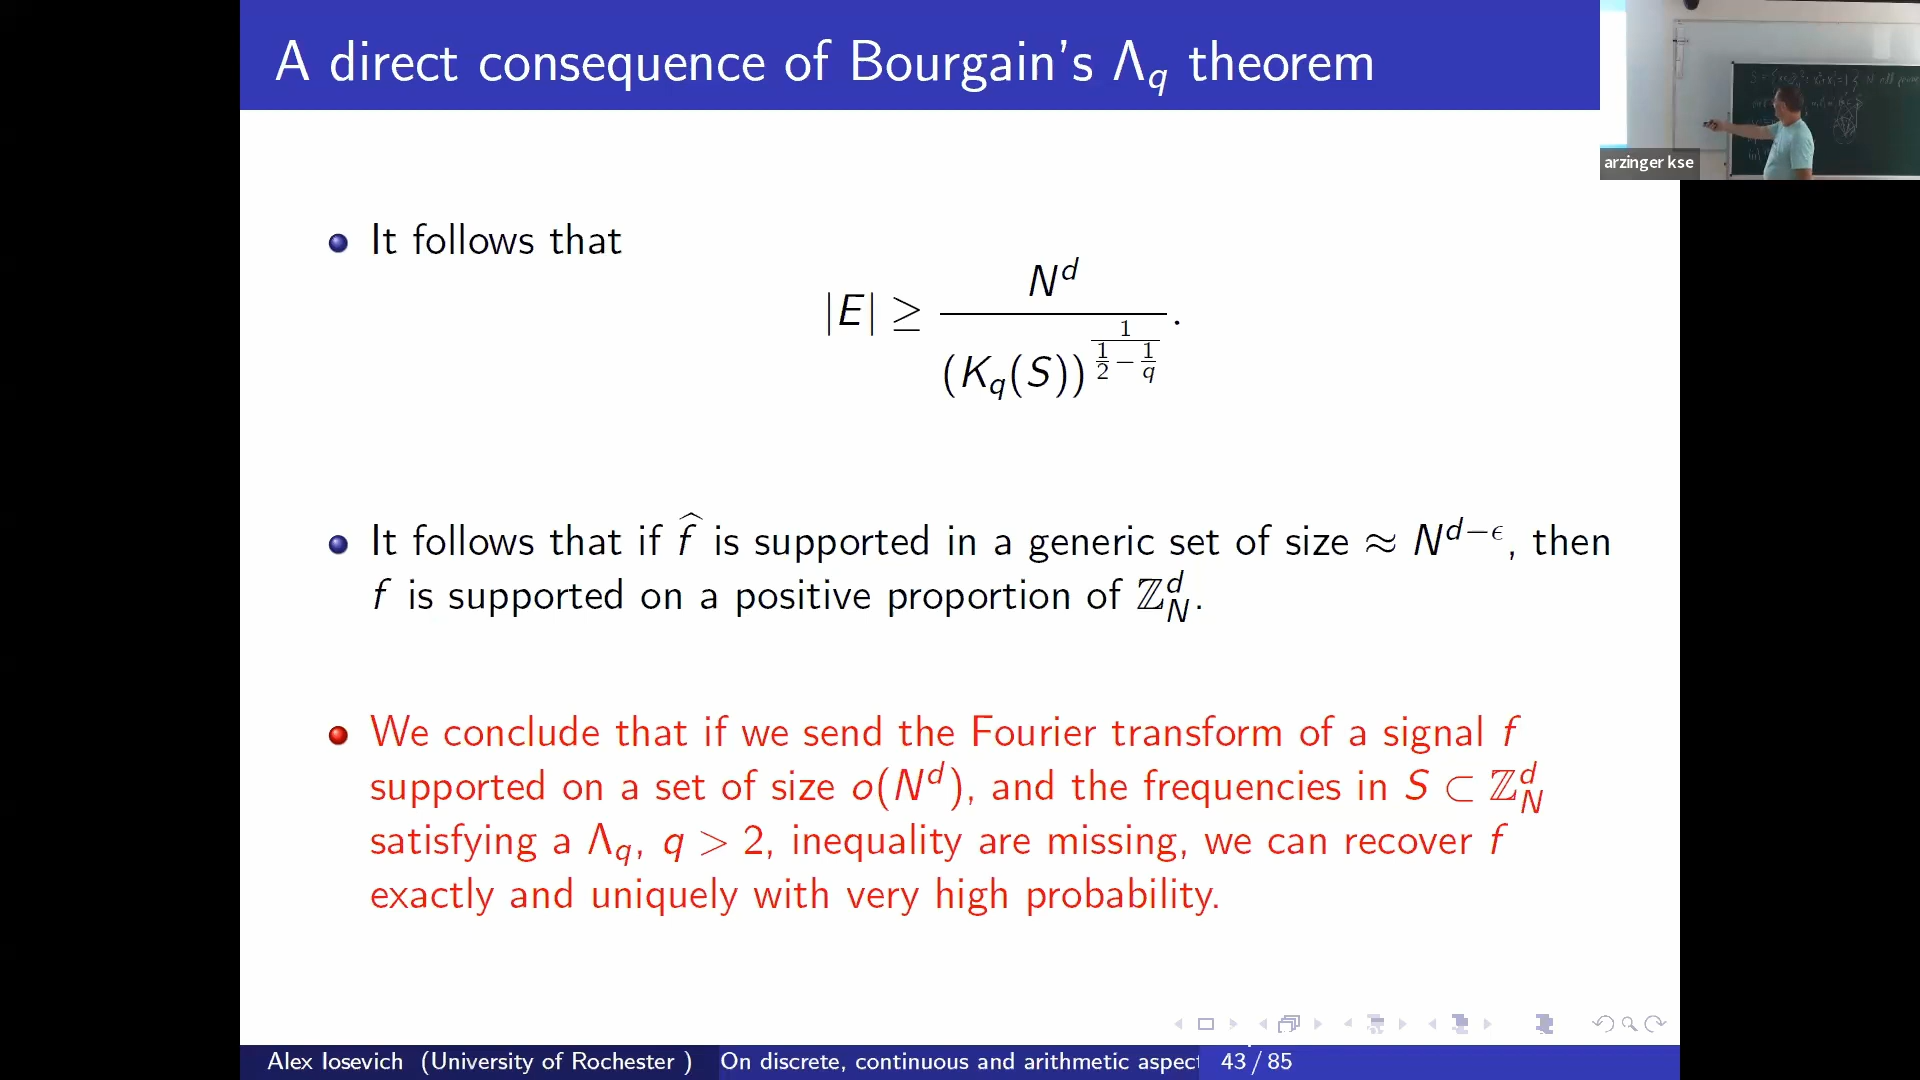 A direct consequence of Bourgain's Λ_q theorem
arzinger kse
It follows that
|E| ≥ N^d / (K_q(S))^{1/(1/2 − 1/q)}.
It follows that if f̂ is supported in a generic set of size ≈ N^{d−ϵ}, then
f is supported on a positive proportion of ℤ_N^d.
We conclude that if we send the Fourier transform of a signal f
supported on a set of size o(N^d), and the frequencies in S ⊂ ℤ_N^d
satisfying a Λ_q, q > 2, inequality are missing, we can recover f
exactly and uniquely with very high probability.
Alex Iosevich (University of Rochester ) On discrete, continuous and arithmetic aspect 43 / 85